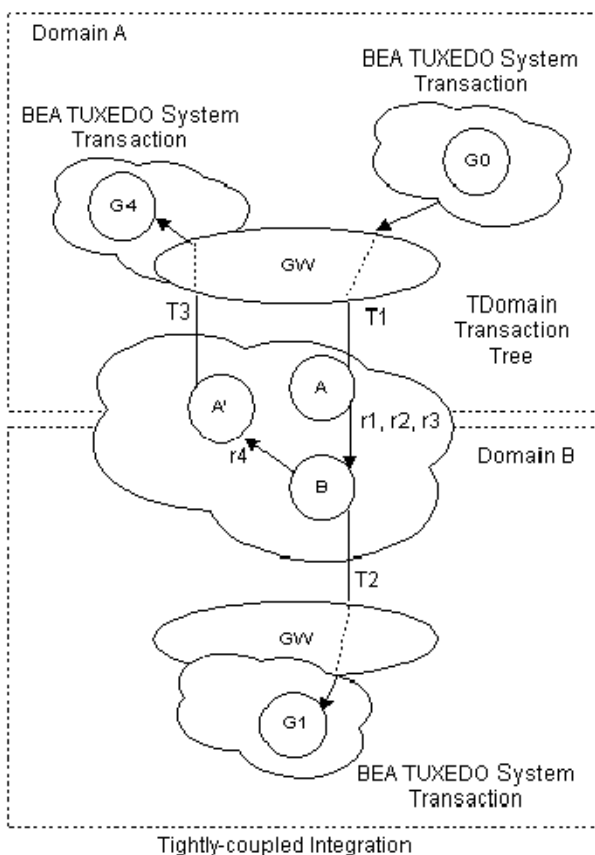 Domain A
BEA TUXEDO System
Transaction
BEA TUXEDO System
Transaction
G0
G4
GW
T3
T1
TDomain
Transaction
Tree
A
A'
r1, r2, r3
r4
B
Domain B
T2
GW
G1
BEA TUXEDO System
Transaction
Tightly-coupled Integration